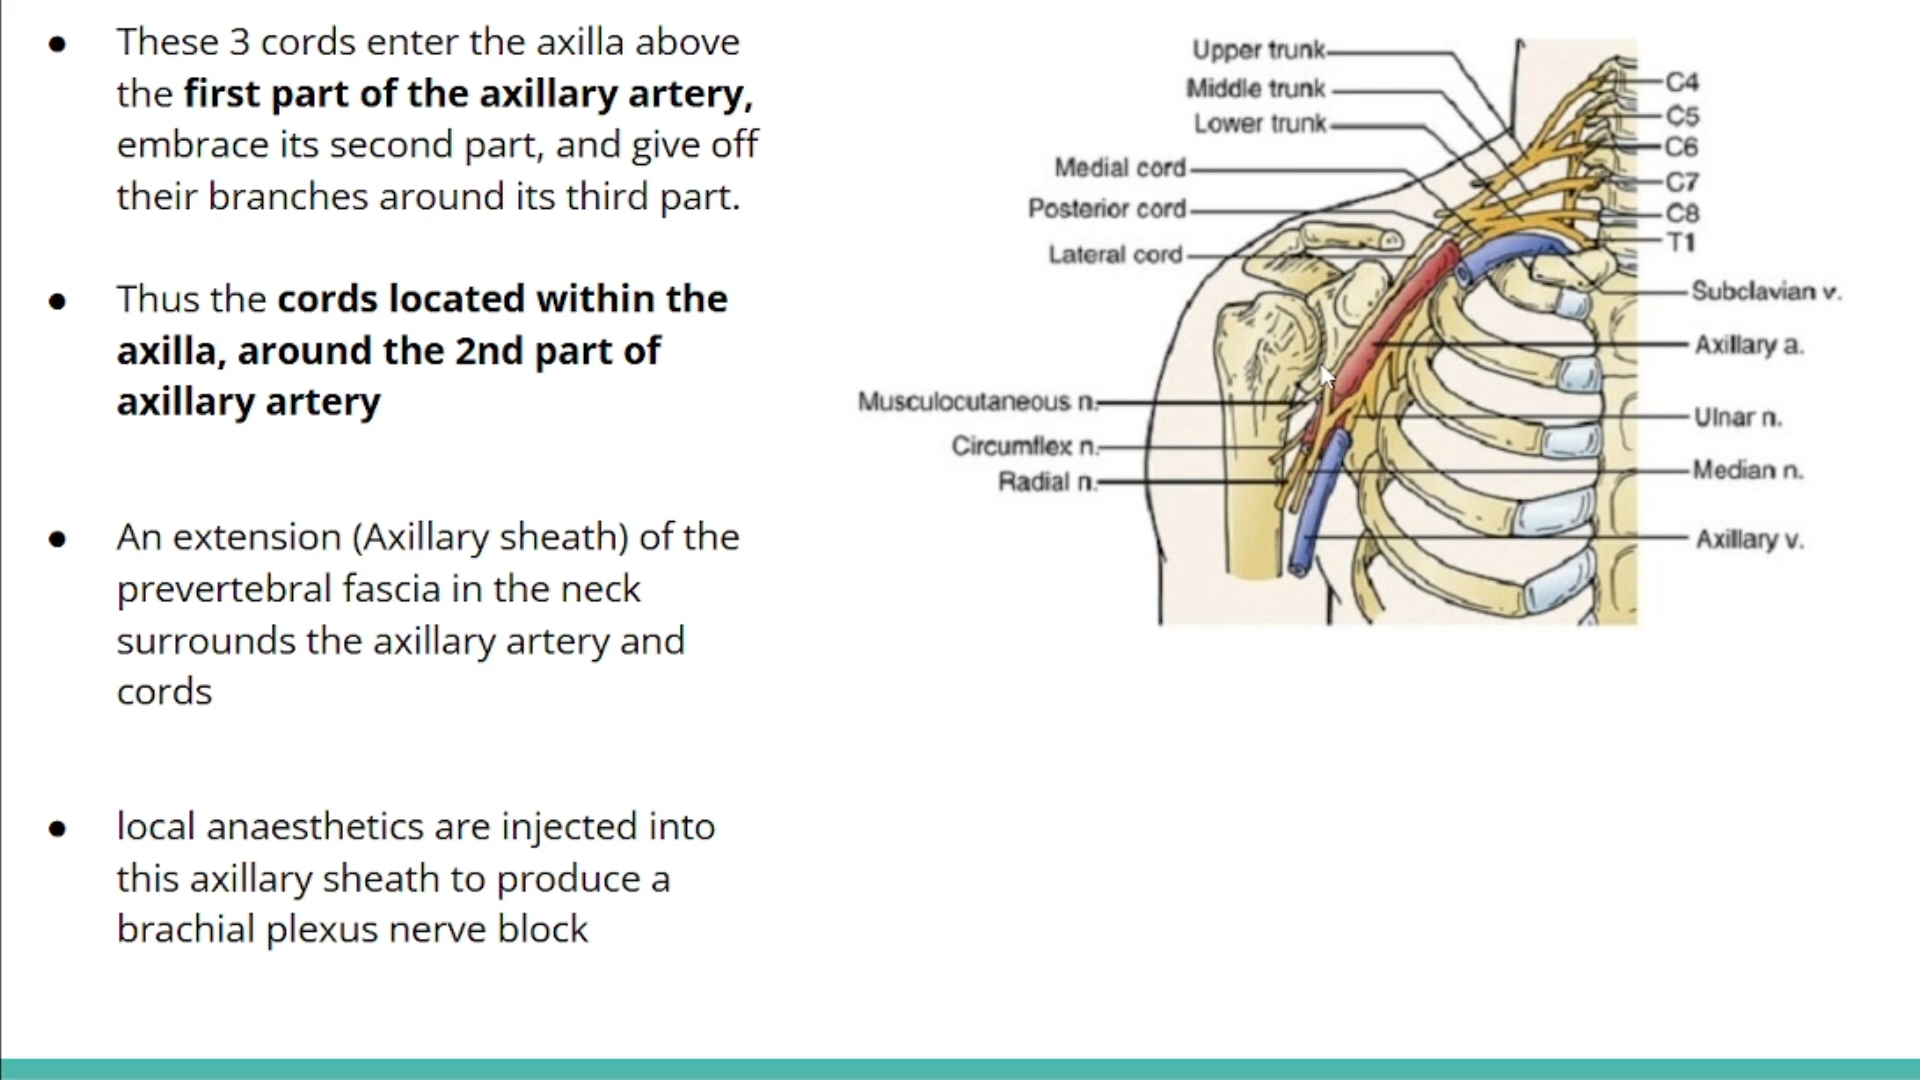 ● These 3 cords enter the axilla above
the first part of the axillary artery,
embrace its second part, and give off
their branches around its third part.
● Thus the cords located within the
axilla, around the 2nd part of
axillary artery
● An extension (Axillary sheath) of the
prevertebral fascia in the neck
surrounds the axillary artery and
cords
● local anaesthetics are injected into
this axillary sheath to produce a
brachial plexus nerve block
Upper trunk
Middle trunk
Lower trunk
Medial cord
Posterior cord
Lateral cord
Musculocutaneous n.
Circumflex n.
Radial n.
C4
C5
C6
C7
C8
T1
Subclavian v.
Axillary a.
Ulnar n.
Median n.
Axillary v.